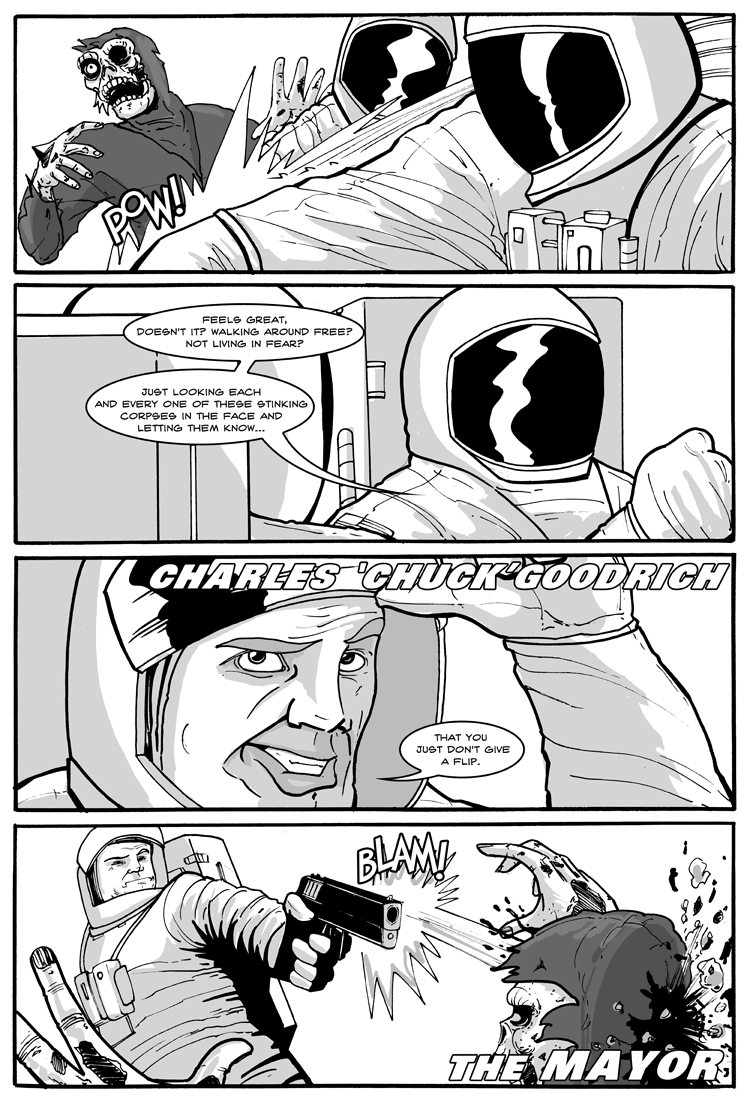 POW!
FEELS GREAT,
DOESN'T IT? WALKING AROUND FREE?
NOT LIVING IN FEAR?
JUST LOOKING EACH
AND EVERY ONE OF THESE STINKING
CORPSES IN THE FACE AND
LETTING THEM KNOW...
CHARLES 'CHUCK' GOODRICH
THAT YOU
JUST DON'T GIVE
A FLIP.
BLAM!
THE MAYOR